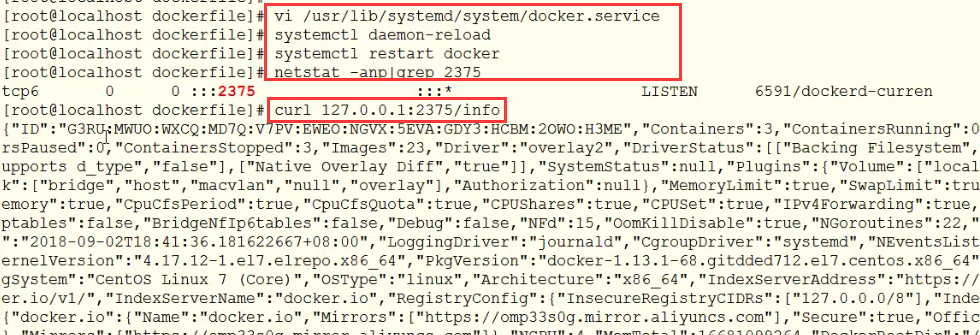 [root@localhost dockerfile]# vi /usr/lib/systemd/system/docker.service
[root@localhost dockerfile]# systemctl daemon-reload
[root@localhost dockerfile]# systemctl restart docker
[root@localhost dockerfile]# netstat -anp|grep 2375
tcp6 0 0 :::2375 :::* LISTEN 6591/dockerd-curren
[root@localhost dockerfile]# curl 127.0.0.1:2375/info
{"ID":"G3RU:MWUO:WXCQ:MD7Q:V7PV:EWEO:NGVX:5EVA:GDY3:HCBM:2OWO:H3ME","Containers":3,"ContainersRunning":0
rsPaused":0,"ContainersStopped":3,"Images":23,"Driver":"overlay2","DriverStatus":[["Backing Filesystem",
upports d_type","false"],["Native Overlay Diff","true"]],"SystemStatus":null,"Plugins":{"Volume":["local
k":["bridge","host","macvlan","null","overlay"],"Authorization":null},"MemoryLimit":true,"SwapLimit":tru
emory":true,"CpuCfsPeriod":true,"CpuCfsQuota":true,"CPUShares":true,"CPUSet":true,"IPv4Forwarding":true,
ptables":false,"BridgeNfIp6tables":false,"Debug":false,"NFd":15,"OomKillDisable":true,"NGoroutines":22,"
":"2018-09-02T18:41:36.181622667+08:00","LoggingDriver":"journald","CgroupDriver":"systemd","NEventsList
ernelVersion":"4.17.12-1.el7.elrepo.x86_64","PkgVersion":"docker-1.13.1-68.gitdded712.el7.centos.x86_64"
gSystem":"CentOS Linux 7 (Core)","OSType":"linux","Architecture":"x86_64","IndexServerAddress":"https://
er.io/v1/","IndexServerName":"docker.io","RegistryConfig":{"InsecureRegistryCIDRs":["127.0.0.0/8"],"Inde
{"docker.io":{"Name":"docker.io","Mirrors":["https://omp33s0g.mirror.aliyuncs.com"],"Secure":true,"Offic
,"Mirrors":["https://omp33s0g.mirror.aliyuncs.com"]},"NCPU":4,"MemTotal":16681099264,"DockerRootDir":